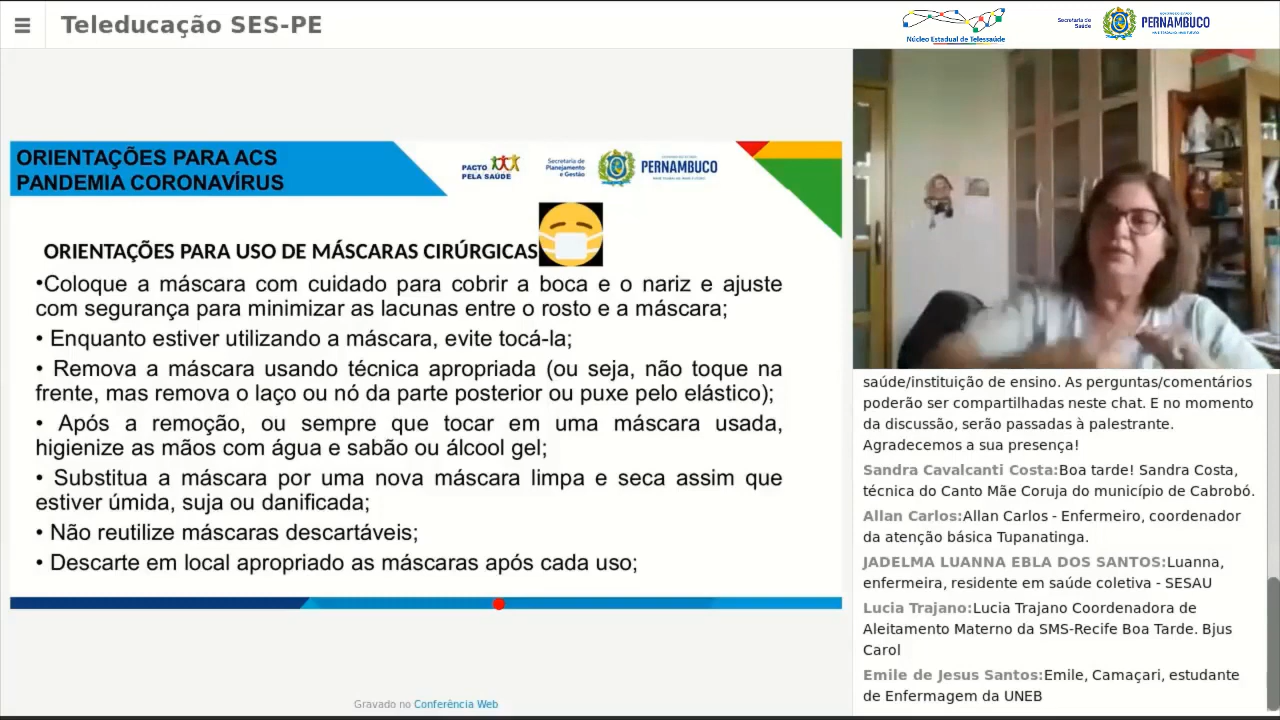 Teleducação SES-PE
Núcleo Estadual de Telessaúde
Secretaria de
Saúde
PERNAMBUCO
ORIENTAÇÕES PARA ACS
PANDEMIA CORONAVÍRUS
PACTO
PELA SAÚDE
Secretaria de
Planejamento
e Gestão
PERNAMBUCO
ORIENTAÇÕES PARA USO DE MÁSCARAS CIRÚRGICAS
•Coloque a máscara com cuidado para cobrir a boca e o nariz e ajuste
com segurança para minimizar as lacunas entre o rosto e a máscara;
• Enquanto estiver utilizando a máscara, evite tocá-la;
• Remova a máscara usando técnica apropriada (ou seja, não toque na
frente, mas remova o laço ou nó da parte posterior ou puxe pelo elástico);
• Após a remoção, ou sempre que tocar em uma máscara usada,
higienize as mãos com água e sabão ou álcool gel;
• Substitua a máscara por uma nova máscara limpa e seca assim que
estiver úmida, suja ou danificada;
• Não reutilize máscaras descartáveis;
• Descarte em local apropriado as máscaras após cada uso;
Gravado no Conferência Web
saúde/instituição de ensino. As perguntas/comentários
poderão ser compartilhadas neste chat. E no momento
da discussão, serão passadas à palestrante.
Agradecemos a sua presença!
Sandra Cavalcanti Costa:Boa tarde! Sandra Costa,
técnica do Canto Mãe Coruja do município de Cabrobó.
Allan Carlos:Allan Carlos - Enfermeiro, coordenador
da atenção básica Tupanatinga.
JADELMA LUANNA EBLA DOS SANTOS:Luanna,
enfermeira, residente em saúde coletiva - SESAU
Lucia Trajano:Lucia Trajano Coordenadora de
Aleitamento Materno da SMS-Recife Boa Tarde. Bjus
Carol
Emile de Jesus Santos:Emile, Camaçari, estudante
de Enfermagem da UNEB